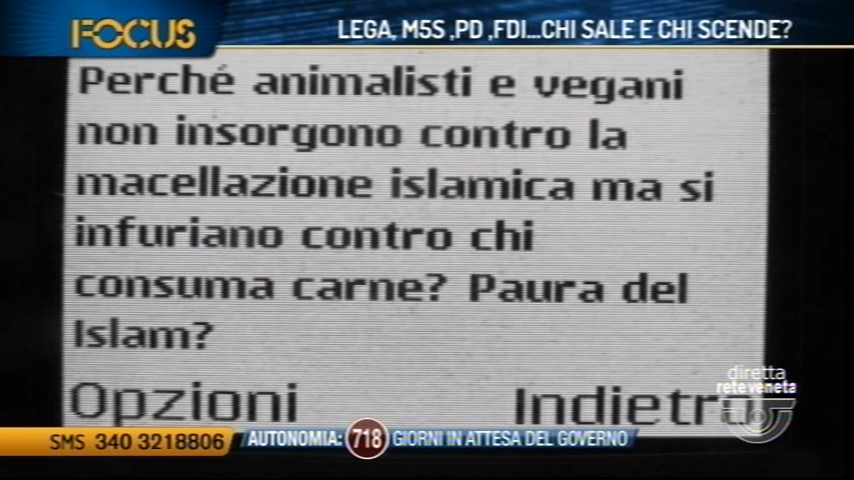 FOCUS
LEGA, M5S ,PD ,FDI...CHI SALE E CHI SCENDE?
Perché animalisti e vegani
non insorgono contro la
macellazione islamica ma si
infuriano contro chi
consuma carne? Paura del
Islam?
Opzioni Indietro
diretta
reteveneta
SMS 340 3218806 AUTONOMIA: 718 GIORNI IN ATTESA DEL GOVERNO